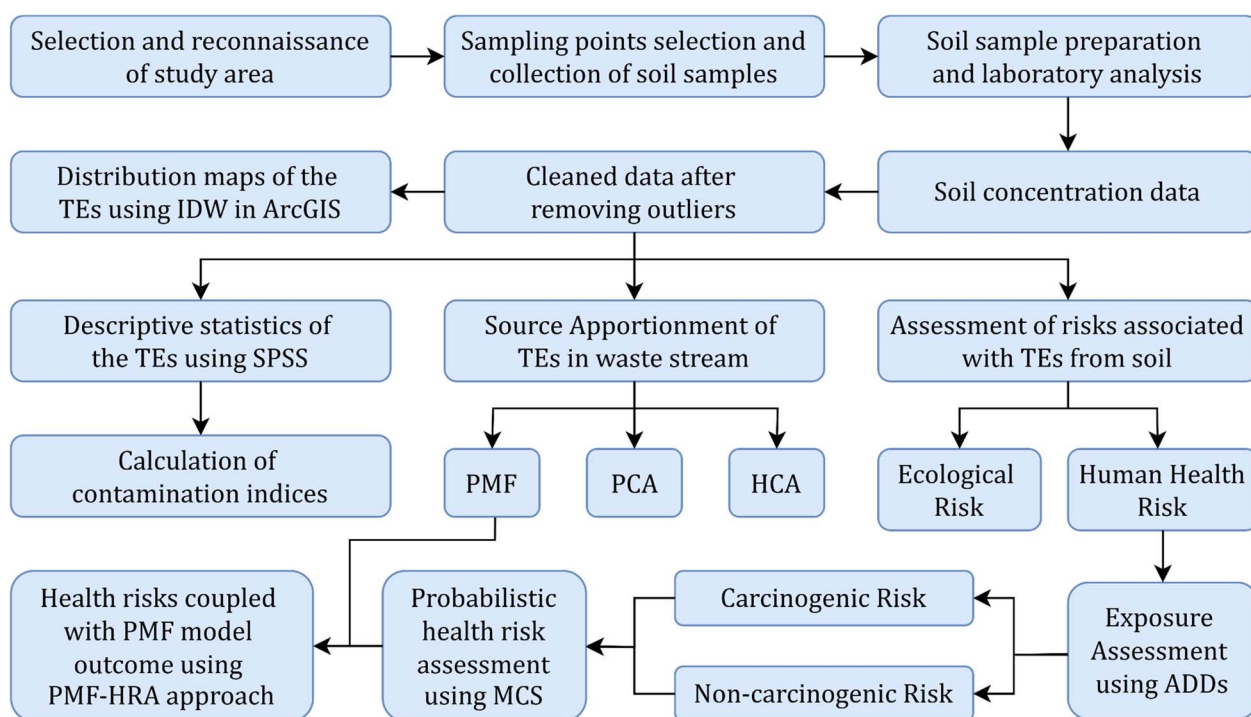 Selection and reconnaissance
of study area
Sampling points selection and
collection of soil samples
Soil sample preparation
and laboratory analysis
Distribution maps of the
TEs using IDW in ArcGIS
Cleaned data after
removing outliers
Soil concentration data
Descriptive statistics of
the TEs using SPSS
Source Apportionment of
TEs in waste stream
Assessment of risks associated
with TEs from soil
Calculation of
contamination indices
PMF
PCA
HCA
Ecological
Risk
Human Health
Risk
Health risks coupled
with PMF model
outcome using
PMF-HRA approach
Probabilistic
health risk
assessment
using MCS
Carcinogenic Risk
Non-carcinogenic Risk
Exposure
Assessment
using ADDs